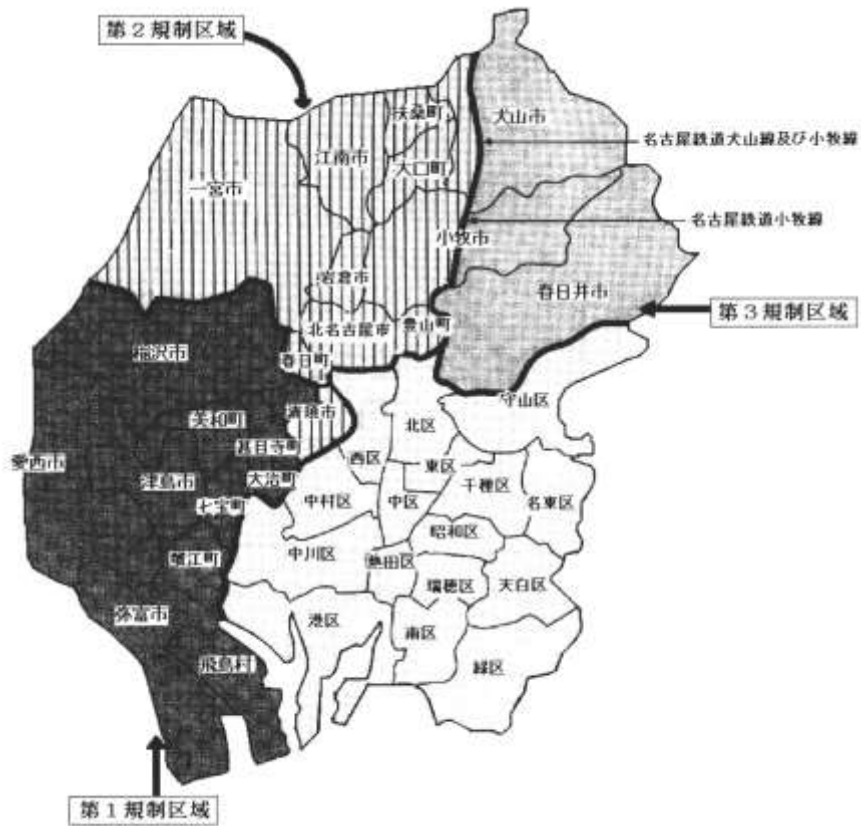 第２規制区域
扶桑町
犬山市
名古屋鉄道犬山線及び小牧線
江南市
大口町
一宮市
名古屋鉄道小牧線
小牧市
岩倉市
春日井市
第３規制区域
北名古屋市
豊山町
稲沢市
春日町
守山区
清須市
美和町
北区
甚目寺町
西区
東区
愛西市
津島市
大治町
千種区
七宝町
中村区
中区
名東区
昭和区
蟹江町
中川区
熱田区
瑞穂区
天白区
弥富市
港区
南区
飛島村
緑区
第１規制区域